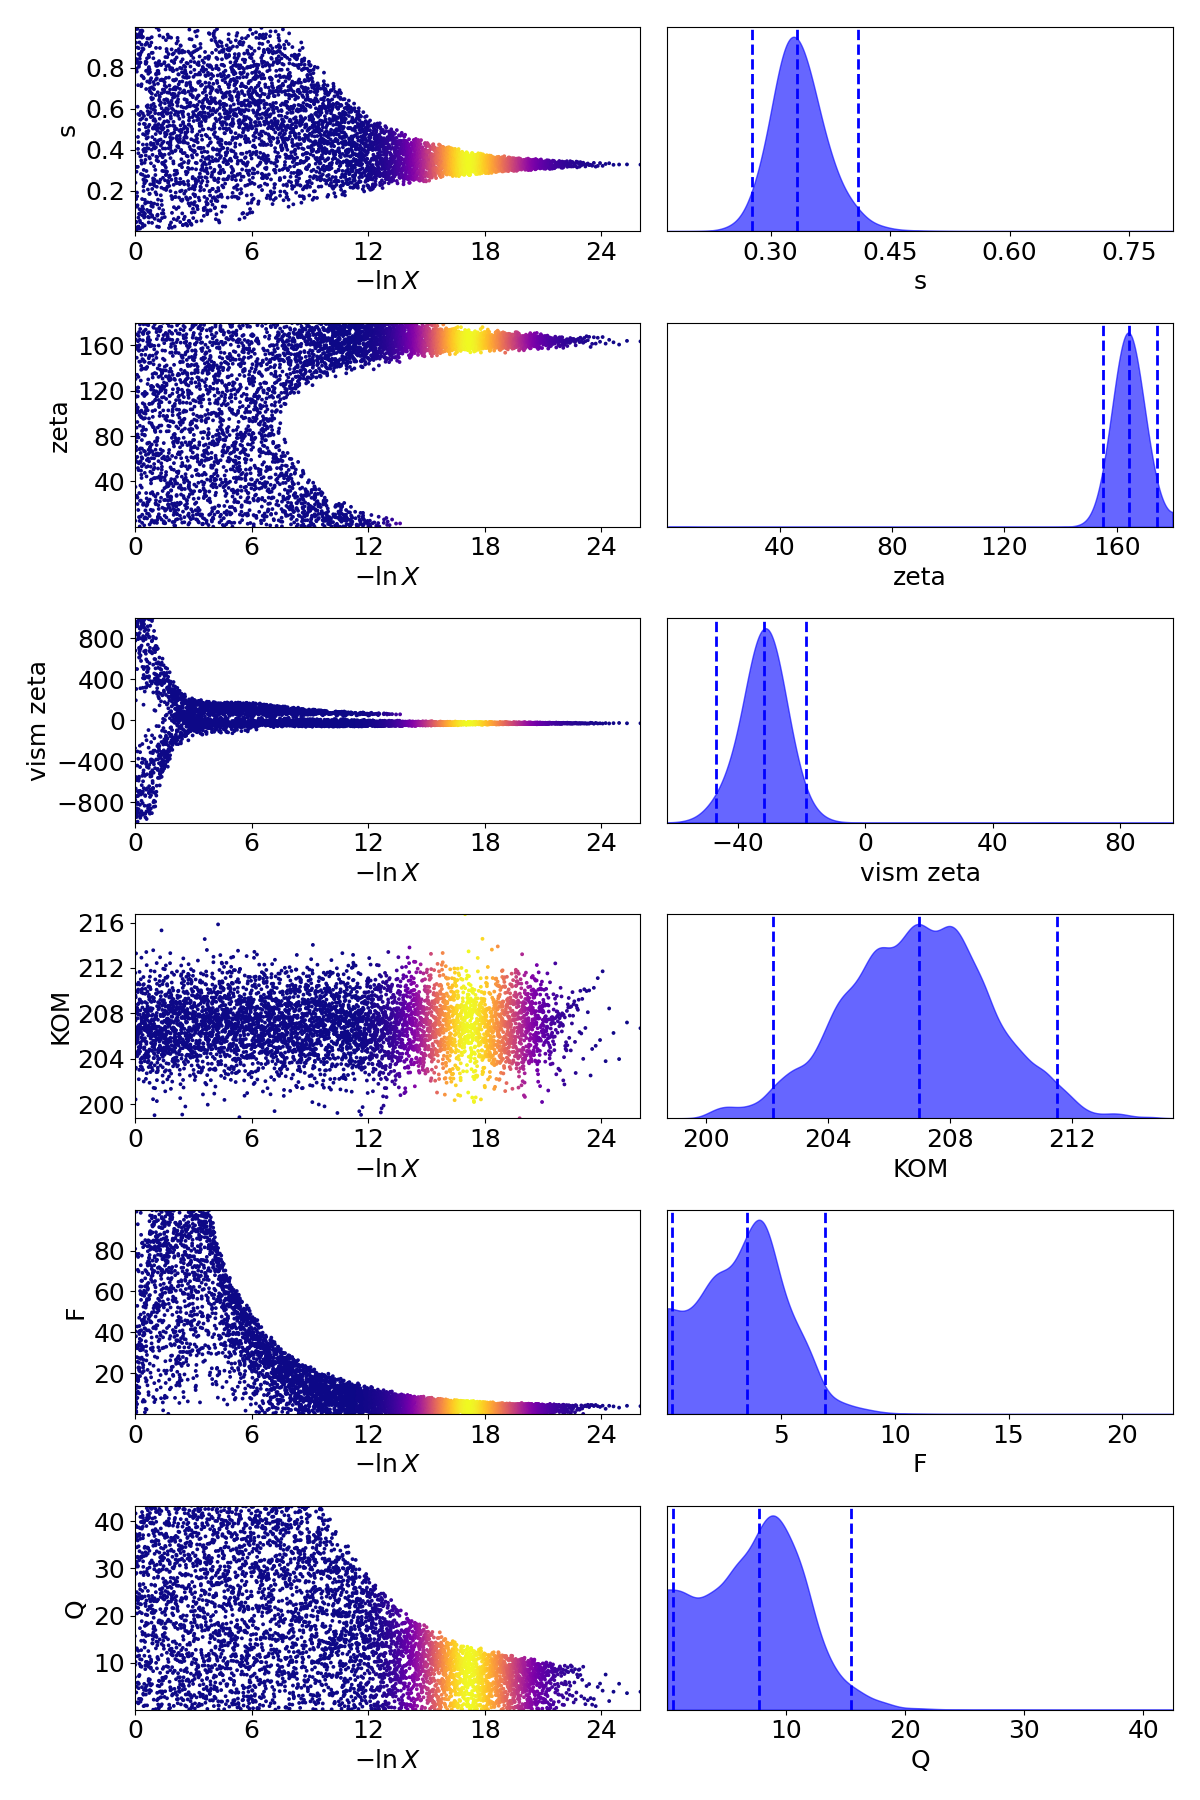 s
0.8
0.6
0.4
0.2
0 6 12 18 24
−ln X
0.30 0.45 0.60 0.75
s
zeta
160
120
80
40
0 6 12 18 24
−ln X
40 80 120 160
zeta
vism zeta
800
400
0
−400
−800
0 6 12 18 24
−ln X
−40 0 40 80
vism zeta
KOM
216
212
208
204
200
0 6 12 18 24
−ln X
200 204 208 212
KOM
F
80
60
40
20
0 6 12 18 24
−ln X
5 10 15 20
F
Q
40
30
20
10
0 6 12 18 24
−ln X
10 20 30 40
Q